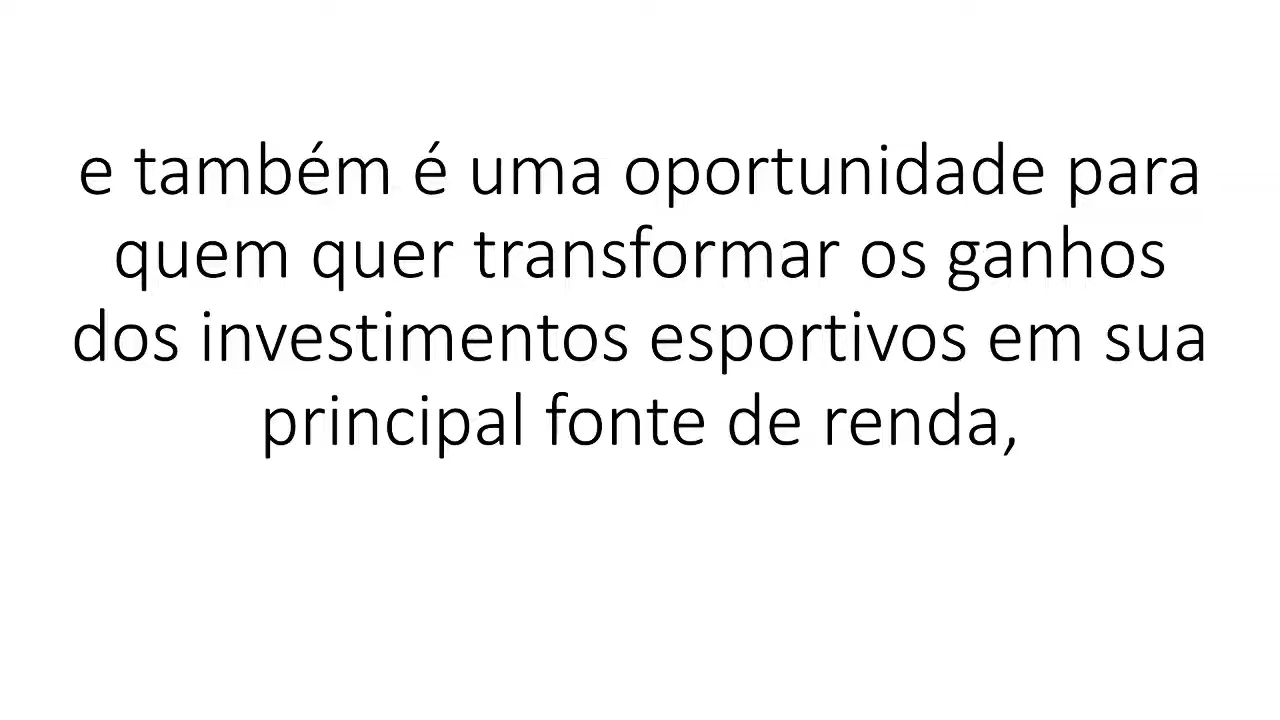 e também é uma oportunidade para
quem quer transformar os ganhos
dos investimentos esportivos em sua
principal fonte de renda,